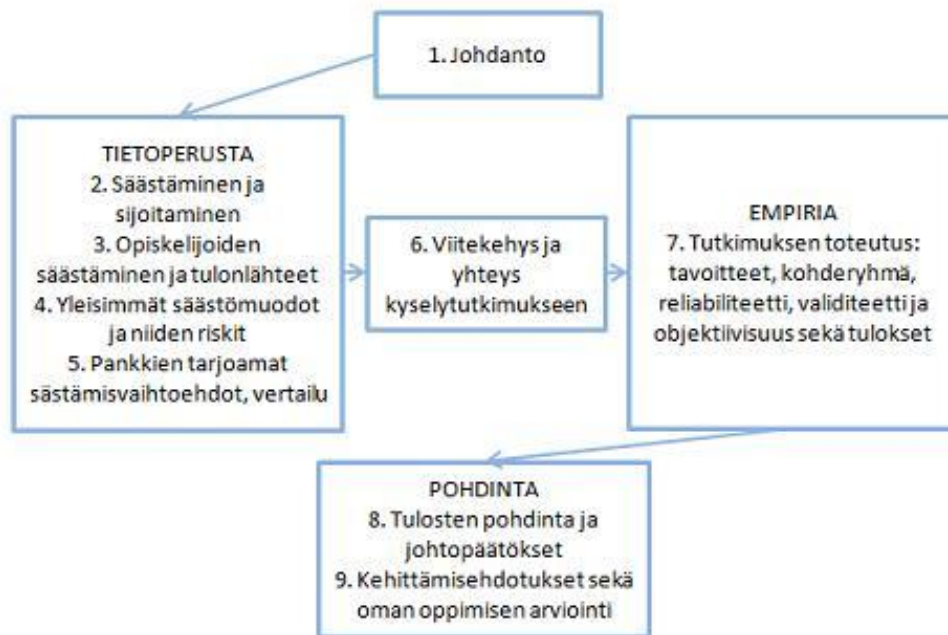 1. Johdanto
TIETOPERUSTA
2. Säästäminen ja
sijoitaminen
3. Opiskelijoiden
säästäminen ja tulonlähteet
4. Yleisimmät säästömuodot
ja niiden riskit
5. Pankkien tarjoamat
sästämisvaihtoehdot, vertailu
6. Viitekehys ja
yhteys
kyselytutkimukseen
EMPIRIA
7. Tutkimuksen toteutus:
tavoitteet, kohderyhmä,
reliabiliteetti, validiteetti ja
objektiivisuus sekä tulokset
POHDINTA
8. Tulosten pohdinta ja
johtopäätökset
9. Kehittämisehdotukset sekä
oman oppimisen arviointi